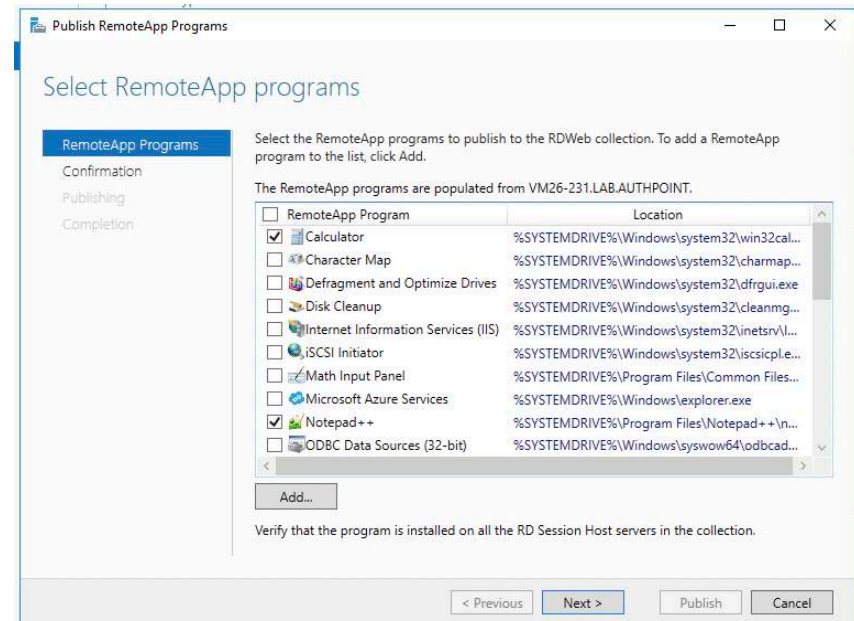 Publish RemoteApp Programs
Select RemoteApp programs
RemoteApp Programs
Confirmation
Publishing
Completion
Select the RemoteApp programs to publish to the RDWeb collection. To add a RemoteApp
program to the list, click Add.
The RemoteApp programs are populated from VM26-231.LAB.AUTHPOINT.
RemoteApp Program Location
Calculator %SYSTEMDRIVE%\Windows\system32\win32cal...
Character Map %SYSTEMDRIVE%\Windows\system32\charmap...
Defragment and Optimize Drives %SYSTEMDRIVE%\Windows\system32\dfrgui.exe
Disk Cleanup %SYSTEMDRIVE%\Windows\system32\cleanmg...
Internet Information Services (IIS) %SYSTEMDRIVE%\Windows\system32\inetsrv\I...
iSCSI Initiator %SYSTEMDRIVE%\Windows\system32\iscsicpl.e...
Math Input Panel %SYSTEMDRIVE%\Program Files\Common Files...
Microsoft Azure Services %SYSTEMDRIVE%\Windows\explorer.exe
Notepad++ %SYSTEMDRIVE%\Program Files\Notepad++\n...
ODBC Data Sources (32-bit) %SYSTEMDRIVE%\Windows\syswow64\odbcad...
Add...
Verify that the program is installed on all the RD Session Host servers in the collection.
< Previous Next > Publish Cancel